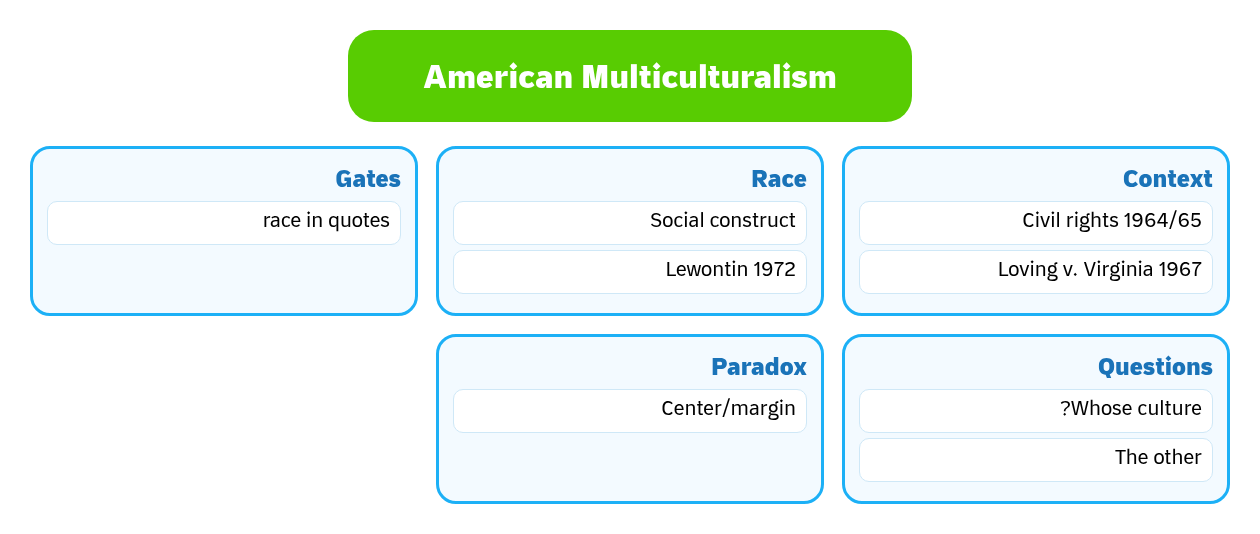 American Multiculturalism
Context
Civil rights 1964/65
Loving v. Virginia 1967
Race
Social construct
Lewontin 1972
Gates
race in quotes
Questions
?Whose culture
The other
Paradox
Center/margin